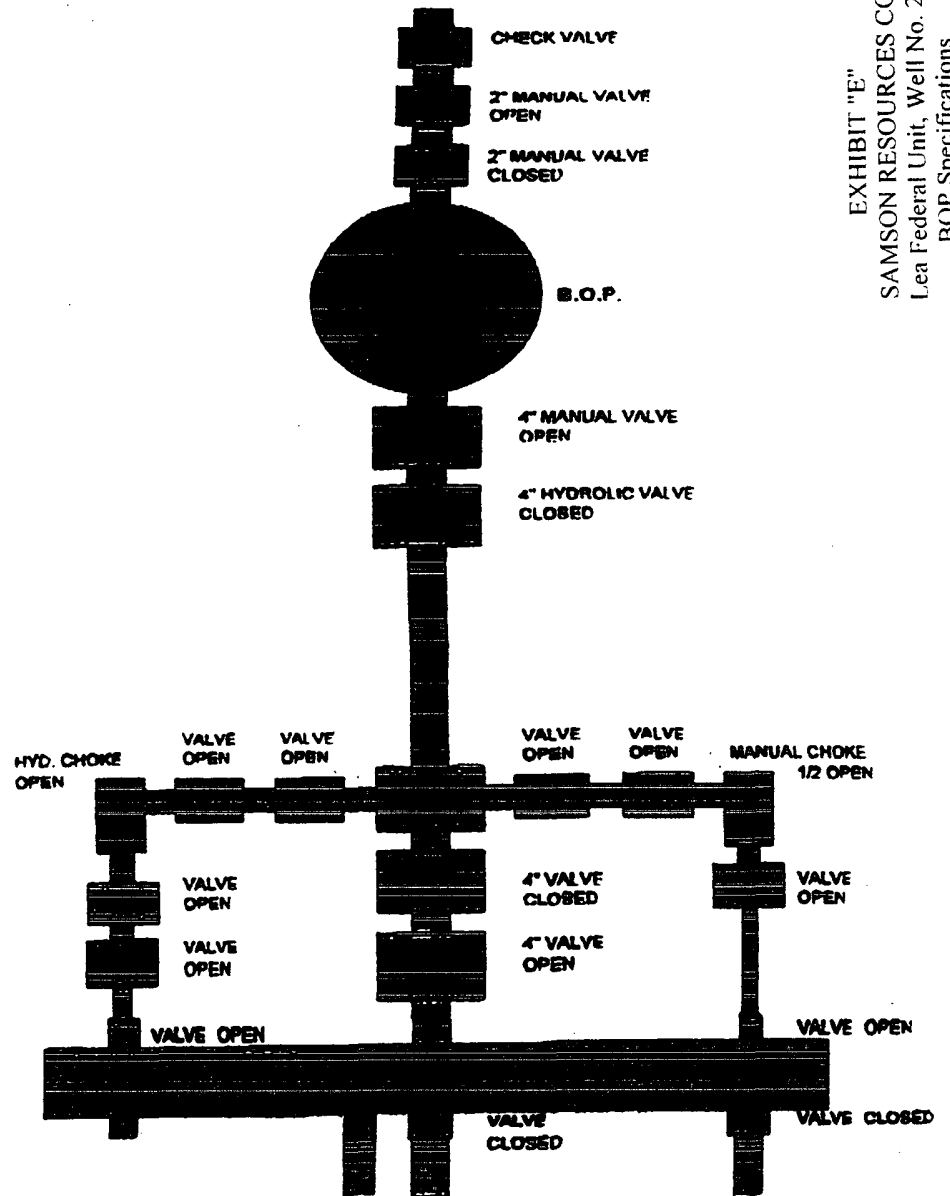 CHECK VALVE
2" MANUAL VALVE
OPEN
2" MANUAL VALVE
CLOSED
B.O.P.
4" MANUAL VALVE
OPEN
4" HYDROLIC VALVE
CLOSED
HYD. CHOKE
OPEN
VALVE
OPEN
VALVE
OPEN
VALVE
OPEN
VALVE
OPEN
MANUAL CHOKE
1/2 OPEN
VALVE
OPEN
4" VALVE
CLOSED
VALVE
OPEN
VALVE
OPEN
4" VALVE
OPEN
VALVE OPEN
VALVE OPEN
VALVE
CLOSED
VALVE CLOSED
EXHIBIT "E"
SAMSON RESOURCES
Lea Federal Unit, Well No. 2
BOP Specifications